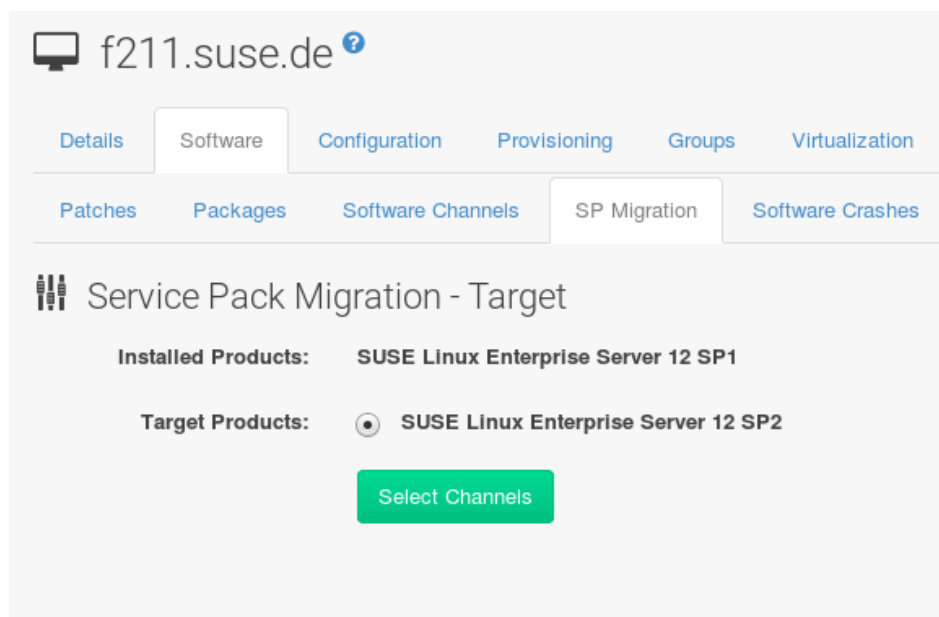 f211.suse.de ?
Details Software Configuration Provisioning Groups Virtualization
Patches Packages Software Channels SP Migration Software Crashes
Service Pack Migration - Target
Installed Products: SUSE Linux Enterprise Server 12 SP1
Target Products: SUSE Linux Enterprise Server 12 SP2
Select Channels